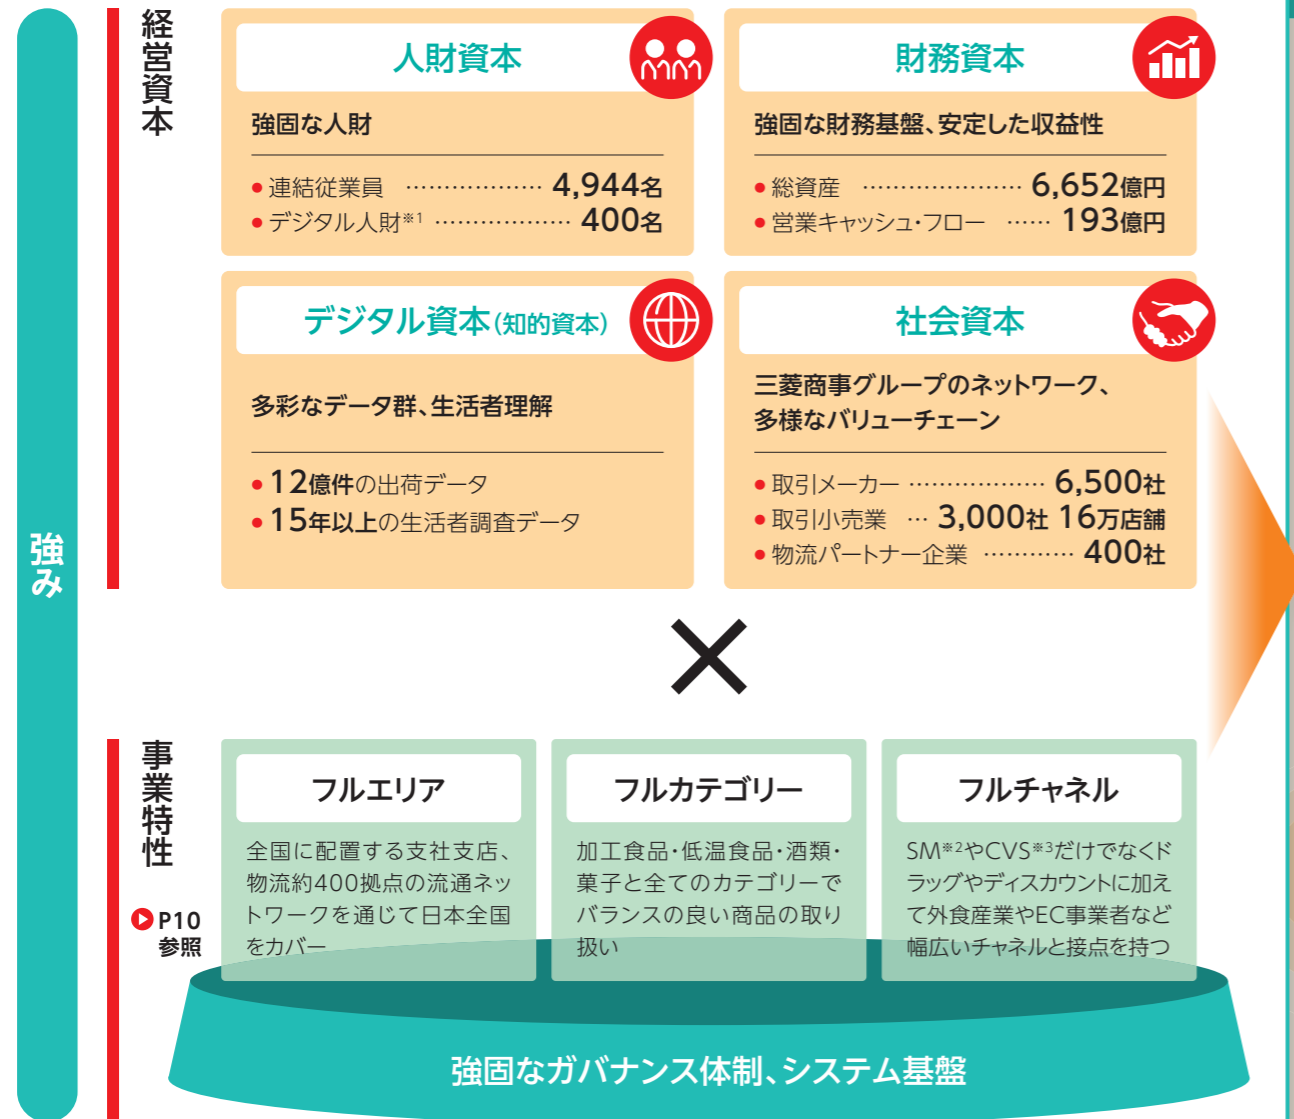 強み
経営資本
人財資本
強固な人財
● 連結従業員 ……………… 4,944名
● デジタル人財※1 ……………… 400名
財務資本
強固な財務基盤、安定した収益性
● 総資産 ………………… 6,652億円
● 営業キャッシュ・フロー …… 193億円
デジタル資本(知的資本)
多彩なデータ群、生活者理解
● 12億件の出荷データ
● 15年以上の生活者調査データ
社会資本
三菱商事グループのネットワーク、
多様なバリューチェーン
● 取引メーカー ……………… 6,500社
● 取引小売業 … 3,000社 16万店舗
● 物流パートナー企業 ………… 400社
×
事業特性
P10
参照
フルエリア
全国に配置する支社支店、
物流約400拠点の流通ネッ
トワークを通じて日本全国
をカバー
フルカテゴリー
加工食品・低温食品・酒類・
菓子と全てのカテゴリーで
バランスの良い商品の取り
扱い
フルチャネル
SM※2やCVS※3だけでなくド
ラッグやディスカウントに加え
て外食産業やEC事業者など
幅広いチャネルと接点を持つ
強固なガバナンス体制、システム基盤